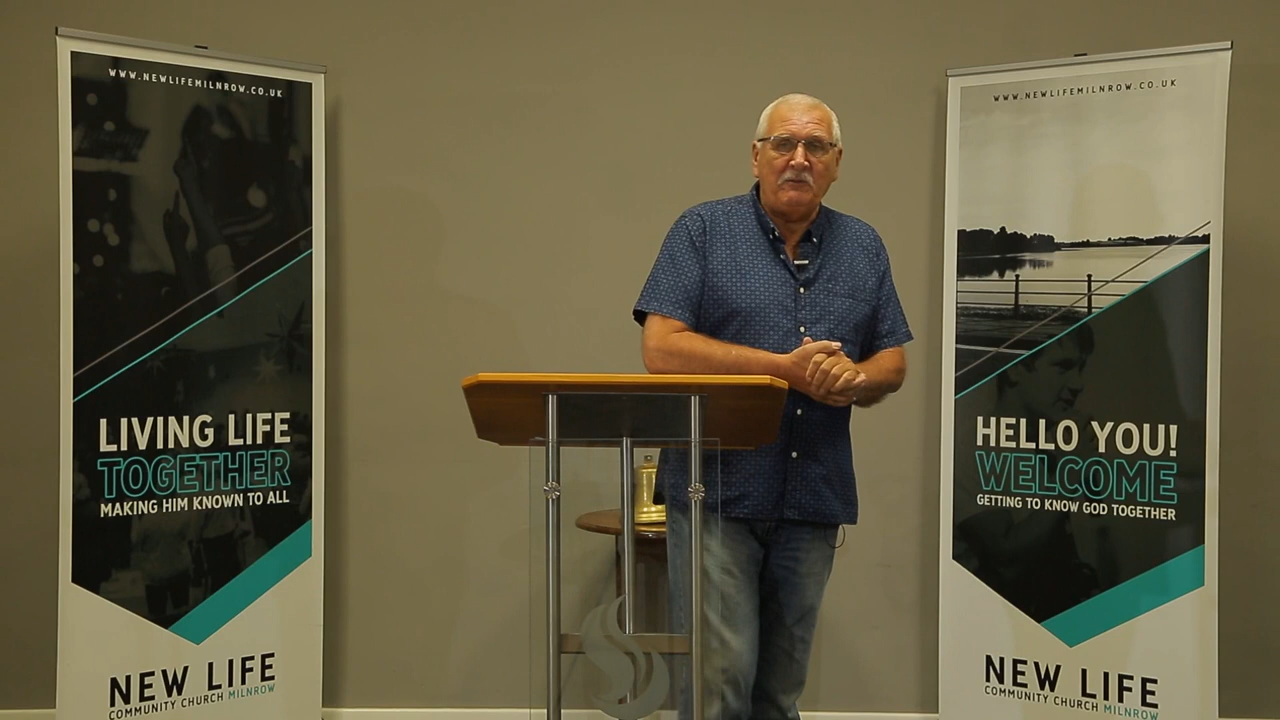 WWW.NEWLIFEMILNROW.CO.UK
LIVING LIFE
TOGETHER
MAKING HIM KNOWN TO ALL
NEW LIFE
COMMUNITY CHURCH MILNROW
WWW.NEWLIFEMILNROW.CO.UK
HELLO YOU!
WELCOME
GETTING TO KNOW GOD TOGETHER
NEW LIFE
COMMUNITY CHURCH MILNROW